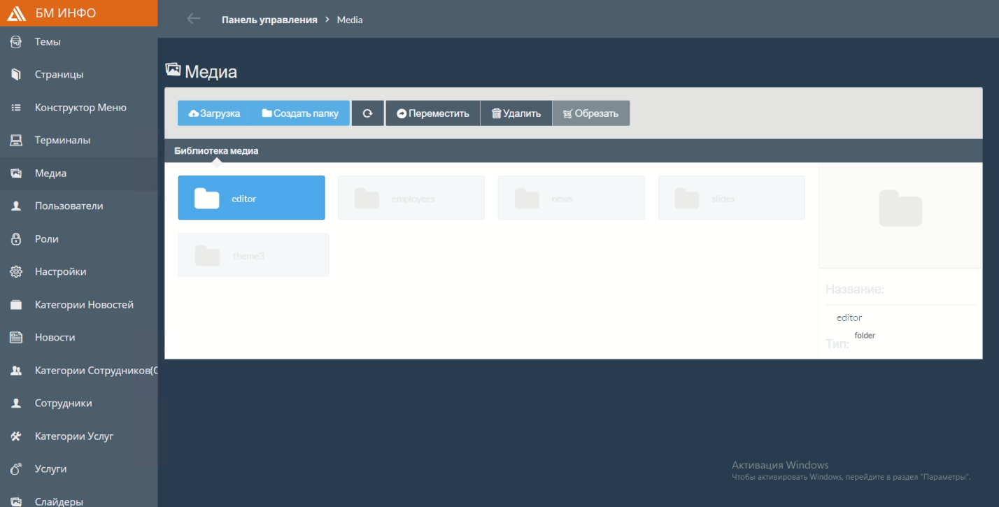 БМ ИНФО
Панель управления > Media
Темы
Страницы
Конструктор Меню
Терминалы
Медиа
Пользователи
Роли
Настройки
Категории Новостей
Новости
Категории Сотрудников(
Сотрудники
Категории Услуг
Услуги
Слайдеры
Медиа
Загрузка Создать папку Переместить Удалить Обрезать
Библиотека медиа
editor employees news slides
theme3
Название:
editor
Тип: folder
Активация Windows
Чтобы активировать Windows, перейдите в раздел "Параметры".